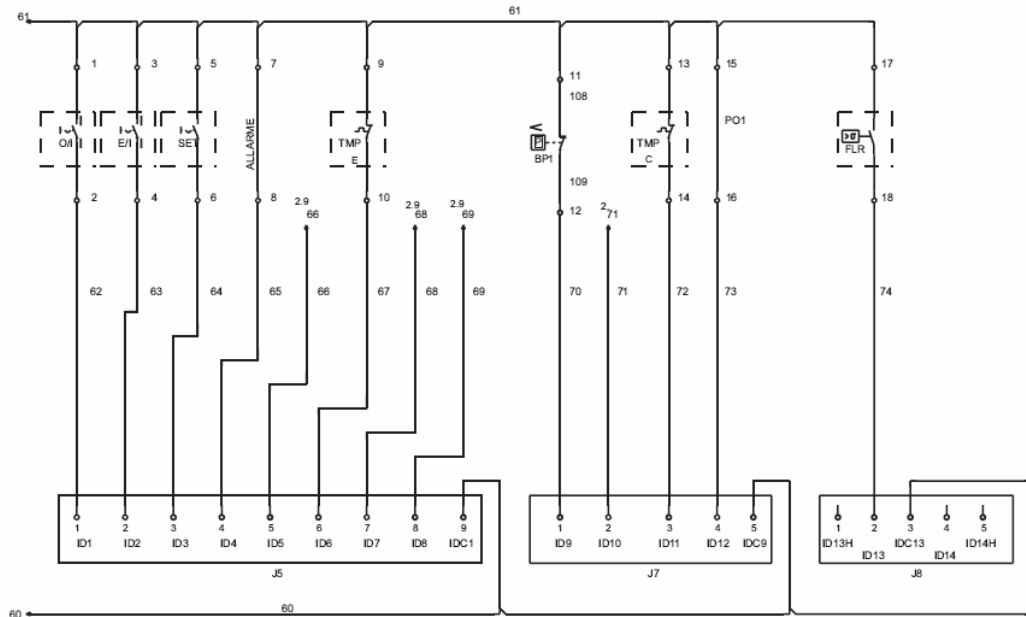 61 61
1 3 5 7 9 11 13 15 17
108
O/I E/I SET ALLARME TMP E BP1 TMP C PO1 FLR
109
2 4 6 8 10 12 14 16 18
2.9 2.9 2.9 2.
66 68 69 71
62 63 64 65 66 67 68 69 70 71 72 73 74
1 2 3 4 5 6 7 8 9 1 2 3 4 5 1 2 3 4 5
ID1 ID2 ID3 ID4 ID5 ID6 ID7 ID8 IDC1 ID9 ID10 ID11 ID12 IDC9 ID13H IDC13 ID14H
ID13 ID14
J5 J7 J8
60 60